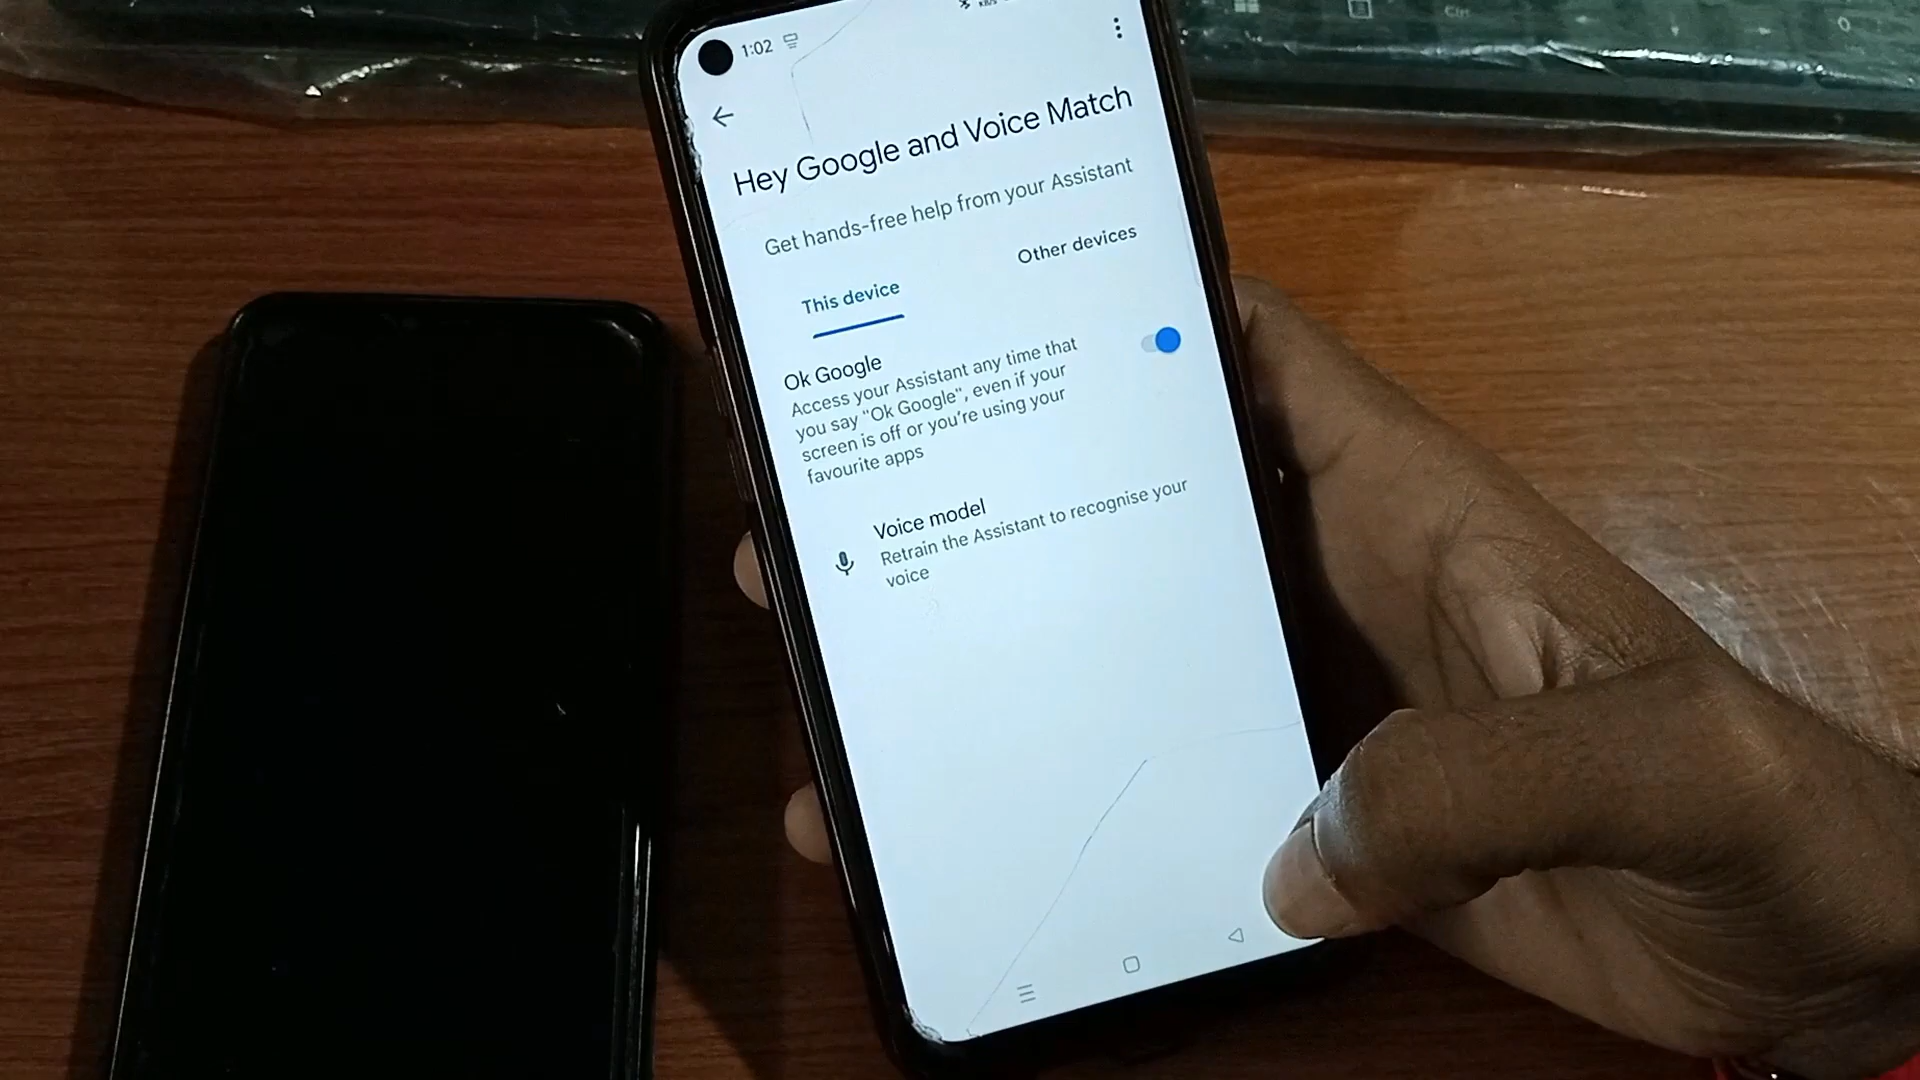 Ctrl
1:02
Hey Google and Voice Match
Get hands-free help from your Assistant
This device
Other devices
Ok Google
Access your Assistant any time that
you say "Ok Google", even if your
screen is off or you're using your
favourite apps
Voice model
Retrain the Assistant to recognise your
voice